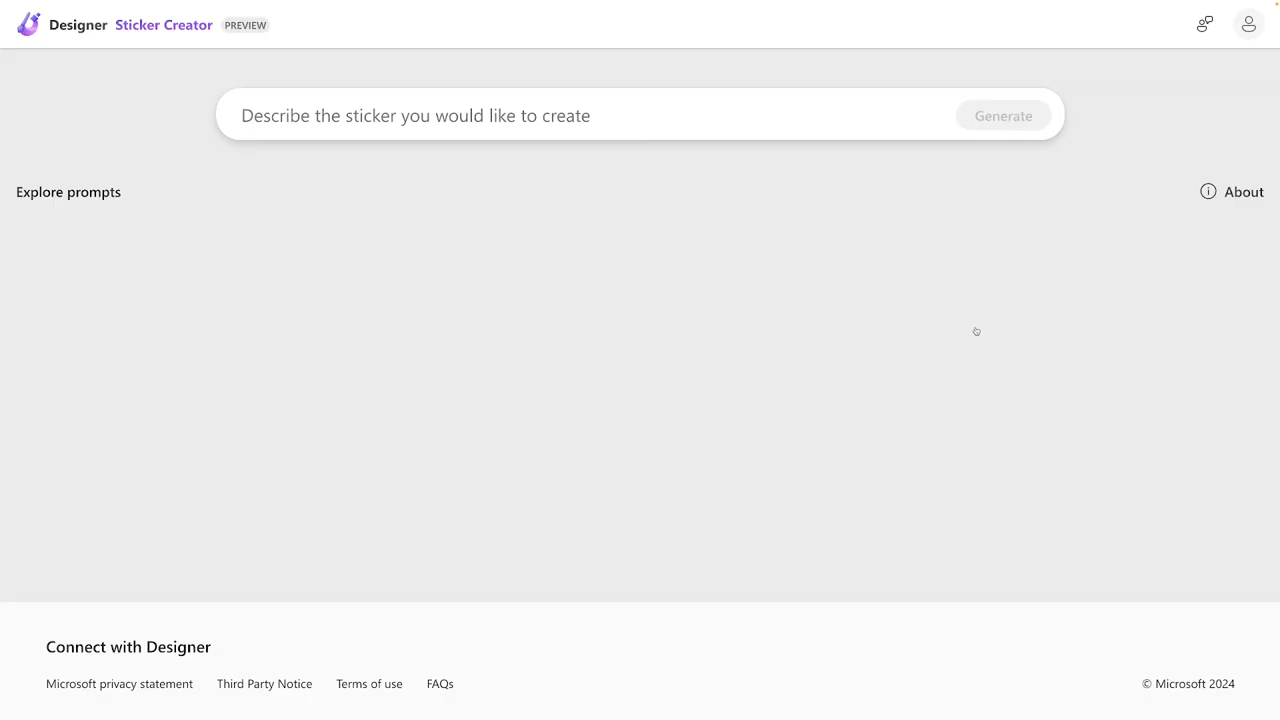 Designer Sticker Creator PREVIEW
Describe the sticker you would like to create
Generate
Explore prompts
About
Connect with Designer
Microsoft privacy statement Third Party Notice Terms of use FAQs
© Microsoft 2024